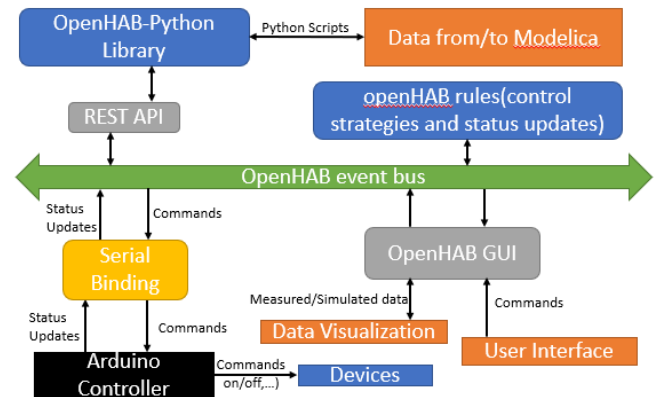 OpenHAB-Python
Library
Python Scripts
Data from/to Modelica
REST API
openHAB rules(control
strategies and status updates)
OpenHAB event bus
Status
Updates
Commands
Serial
Binding
OpenHAB GUI
Status
Updates
Commands
Measured/Simulated data
Commands
Data Visualization
User Interface
Arduino
Controller
Commands
on/off,...)
Devices